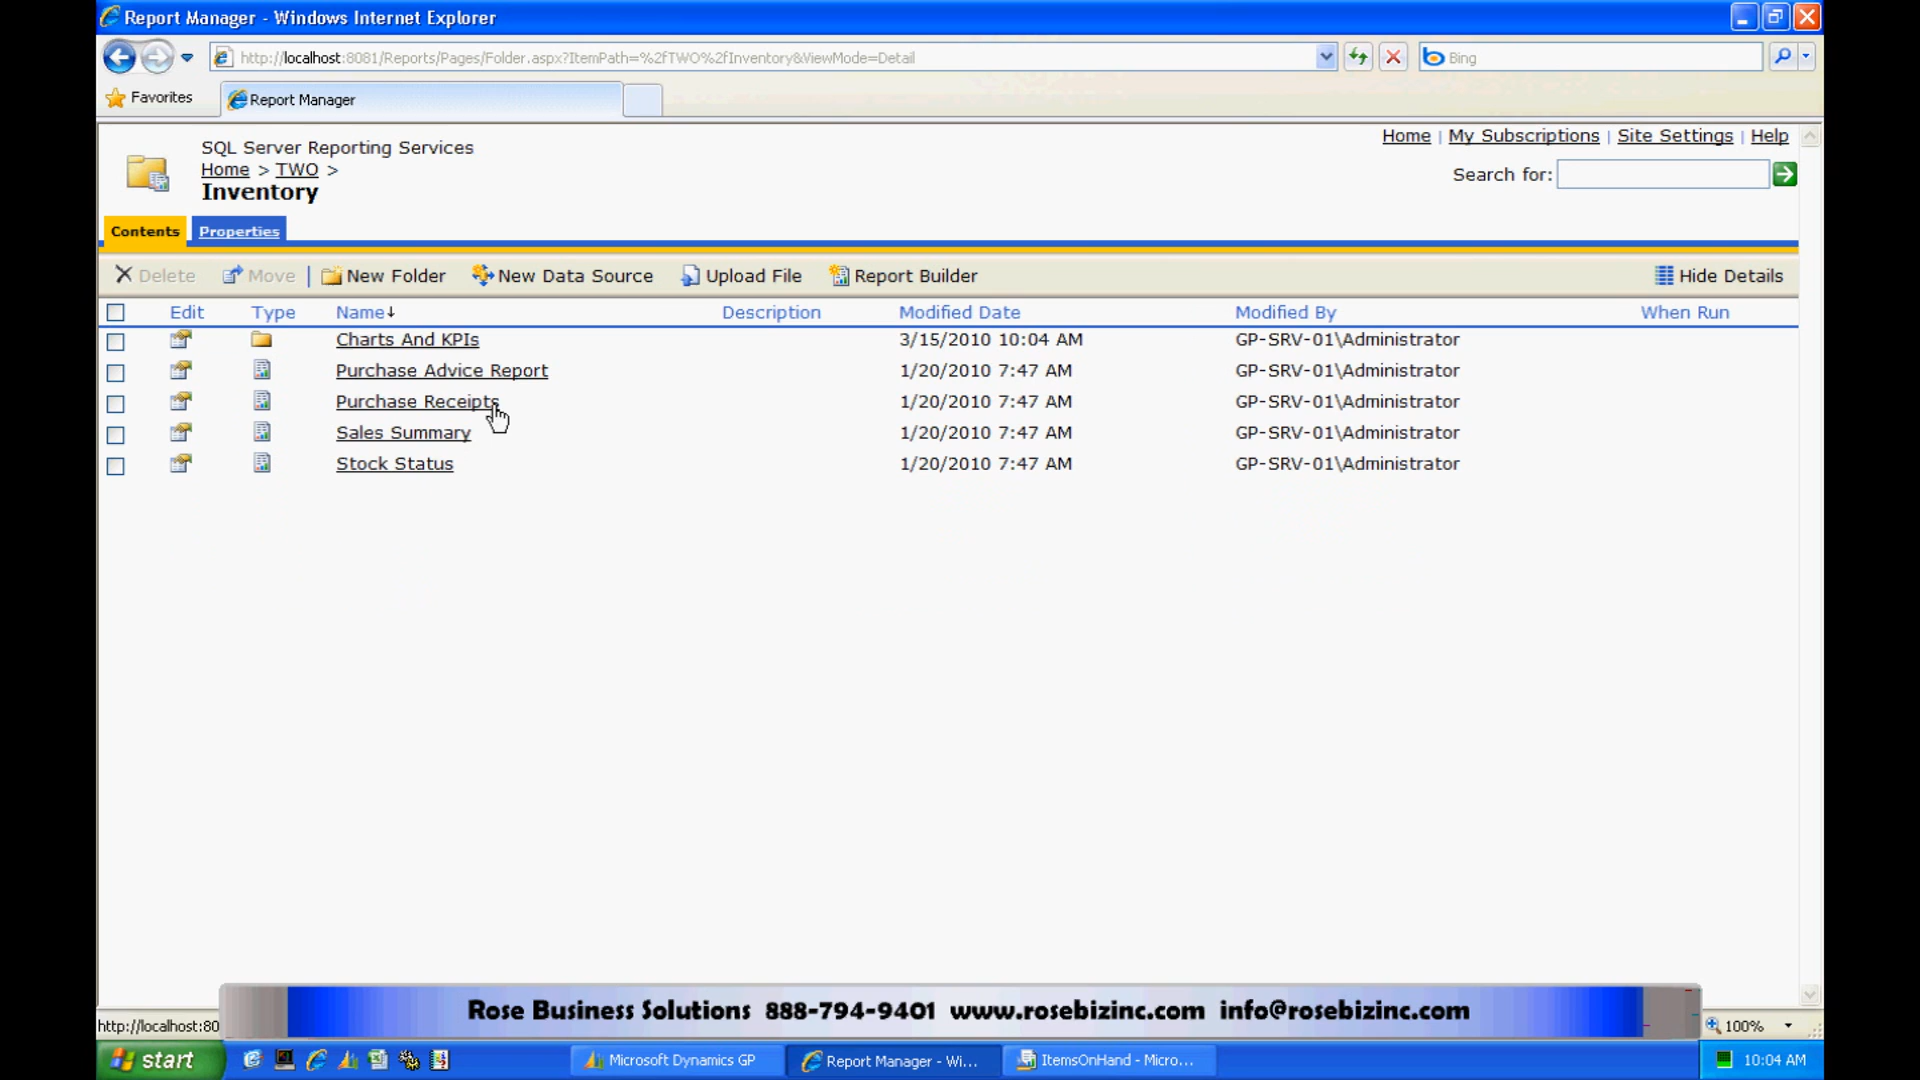 Report Manager - Windows Internet Explorer
http://localhost:8081/Reports/Pages/Folder.aspx?ItemPath=%2fTWO%2fInventory&ViewMode=Detail
Bing
Favorites
Report Manager
Home | My Subscriptions | Site Settings | Help
SQL Server Reporting Services
Home > TWO >
Search for:
Inventory
Contents
Properties
Delete
Move
New Folder
New Data Source
Upload File
Report Builder
Hide Details
Edit Type Name↓ Description Modified Date Modified By When Run
Charts And KPIs 3/15/2010 10:04 AM GP-SRV-01\Administrator
Purchase Advice Report 1/20/2010 7:47 AM GP-SRV-01\Administrator
Purchase Receipts 1/20/2010 7:47 AM GP-SRV-01\Administrator
Sales Summary 1/20/2010 7:47 AM GP-SRV-01\Administrator
Stock Status 1/20/2010 7:47 AM GP-SRV-01\Administrator
Rose Business Solutions 888-794-9401 www.rosebizinc.com info@rosebizinc.com
http://localhost:80
100%
start
Microsoft Dynamics GP
Report Manager - Wi...
ItemsOnHand - Micro...
10:04 AM